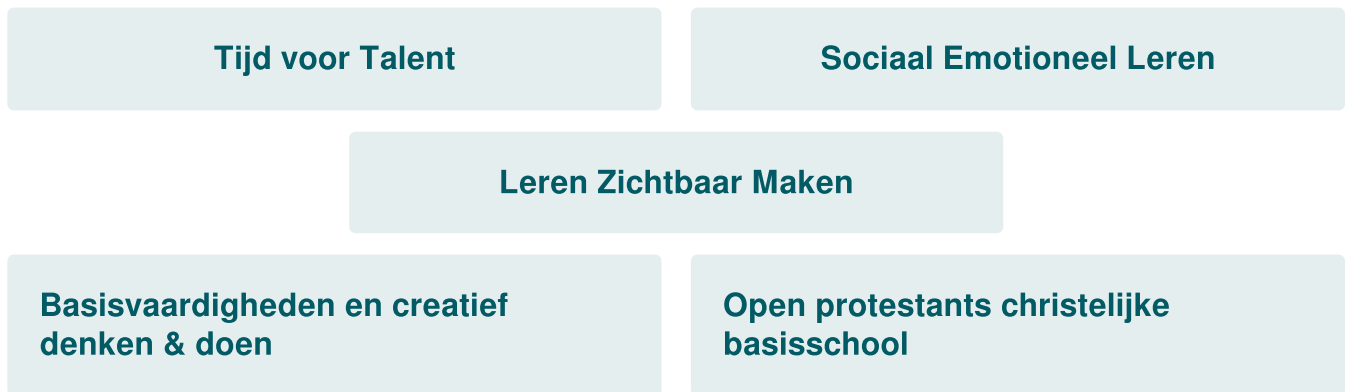 Tijd voor Talent
Sociaal Emotioneel Leren
Leren Zichtbaar Maken
Basisvaardigheden en creatief
denken & doen
Open protestants christelijke
basisschool